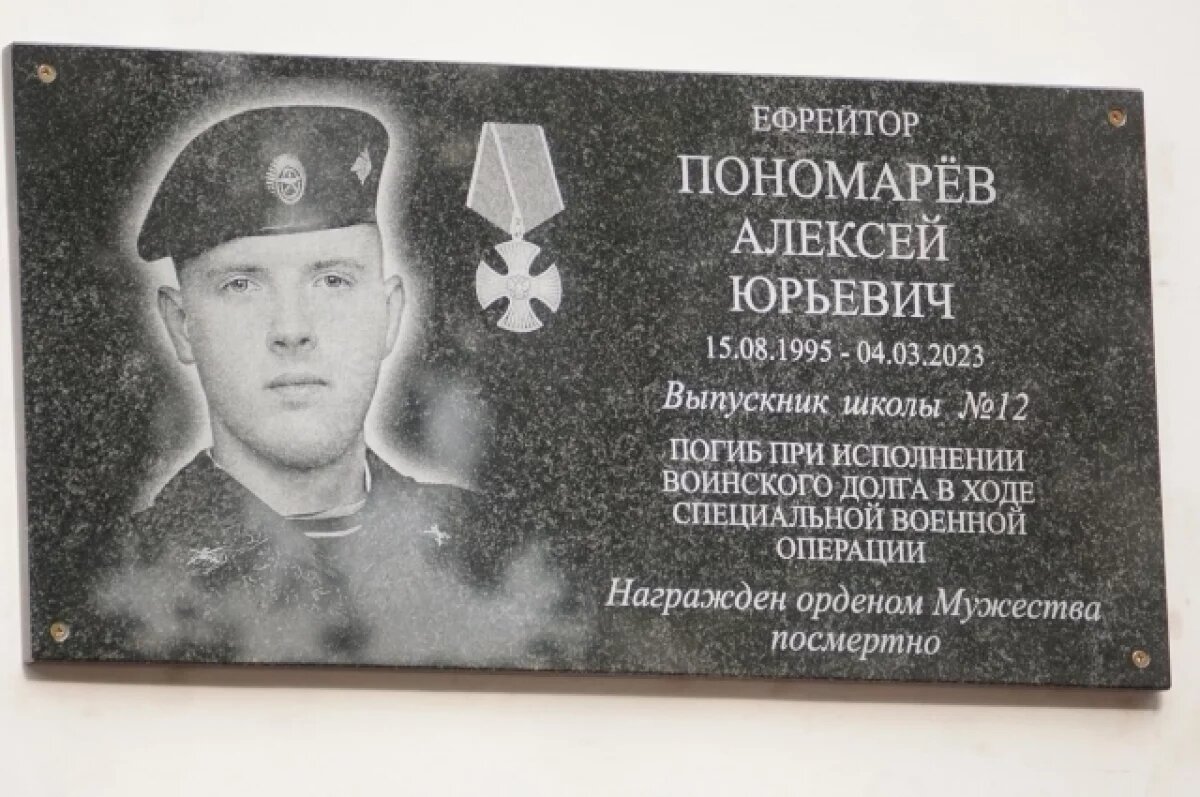 ЕФРЕЙТОР
ПОНОМАРЁВ
АЛЕКСЕЙ
ЮРЬЕВИЧ
15.08.1995 - 04.03.2023
Выпускник школы №12
ПОГИБ ПРИ ИСПОЛНЕНИИ
ВОИНСКОГО ДОЛГА В ХОДЕ
СПЕЦИАЛЬНОЙ ВОЕННОЙ
ОПЕРАЦИИ
Награжден орденом Мужества
посмертно